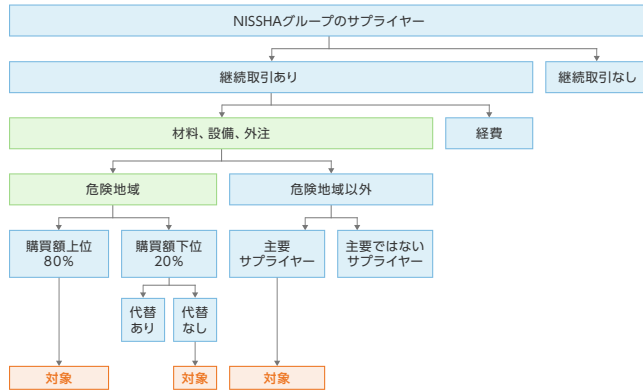 NISSHAグループのサプライヤー
継続取引あり
継続取引なし
材料、設備、外注
経費
危険地域
危険地域以外
購買額上位
80%
購買額下位
20%
主要
サプライヤー
主要ではない
サプライヤー
代替
あり
代替
なし
対象
対象
対象